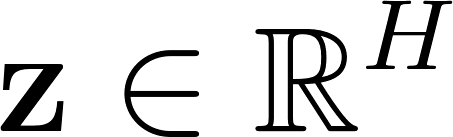 𝐳 ∈ ℝ^𝐻